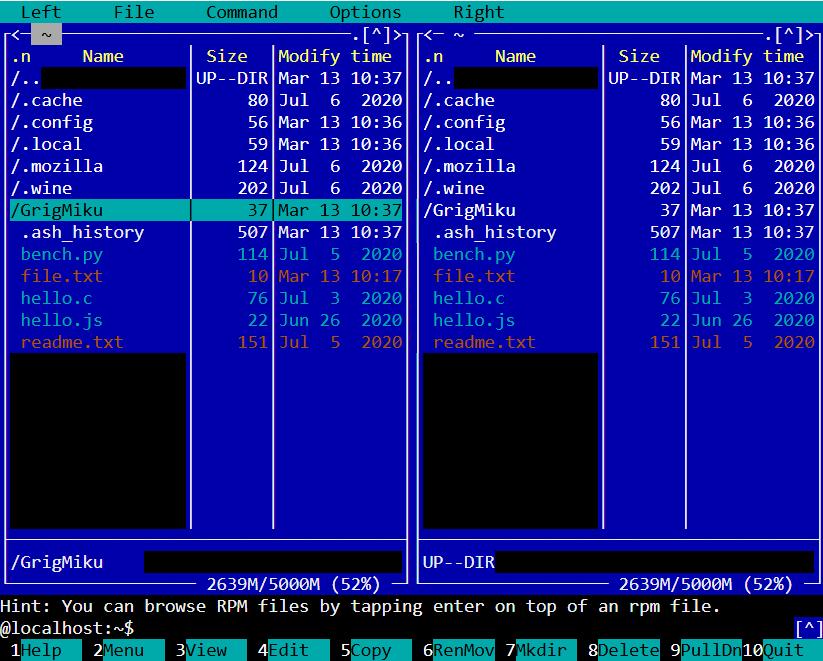 Left File Command Options Right
<─ ~ .[^]> <─ ~ .[^]>
.n Name Size Modify time .n Name Size Modify time
/.. UP--DIR Mar 13 10:37 /.. UP--DIR Mar 13 10:37
/.cache 80 Jul 6 2020 /.cache 80 Jul 6 2020
/.config 56 Mar 13 10:36 /.config 56 Mar 13 10:36
/.local 59 Mar 13 10:36 /.local 59 Mar 13 10:36
/.mozilla 124 Jul 6 2020 /.mozilla 124 Jul 6 2020
/.wine 202 Jul 6 2020 /.wine 202 Jul 6 2020
/GrigMiku 37 Mar 13 10:37 /GrigMiku 37 Mar 13 10:37
.ash_history 507 Mar 13 10:37 .ash_history 507 Mar 13 10:37
bench.py 114 Jul 5 2020 bench.py 114 Jul 5 2020
file.txt 10 Mar 13 10:17 file.txt 10 Mar 13 10:17
hello.c 76 Jul 3 2020 hello.c 76 Jul 3 2020
hello.js 22 Jun 26 2020 hello.js 22 Jun 26 2020
readme.txt 151 Jul 5 2020 readme.txt 151 Jul 5 2020
/GrigMiku UP--DIR
2639M/5000M (52%) 2639M/5000M (52%)
Hint: You can browse RPM files by tapping enter on top of an rpm file.
@localhost:~$ [^]
1Help 2Menu 3View 4Edit 5Copy 6RenMov 7Mkdir 8Delete 9PullDn 10Quit